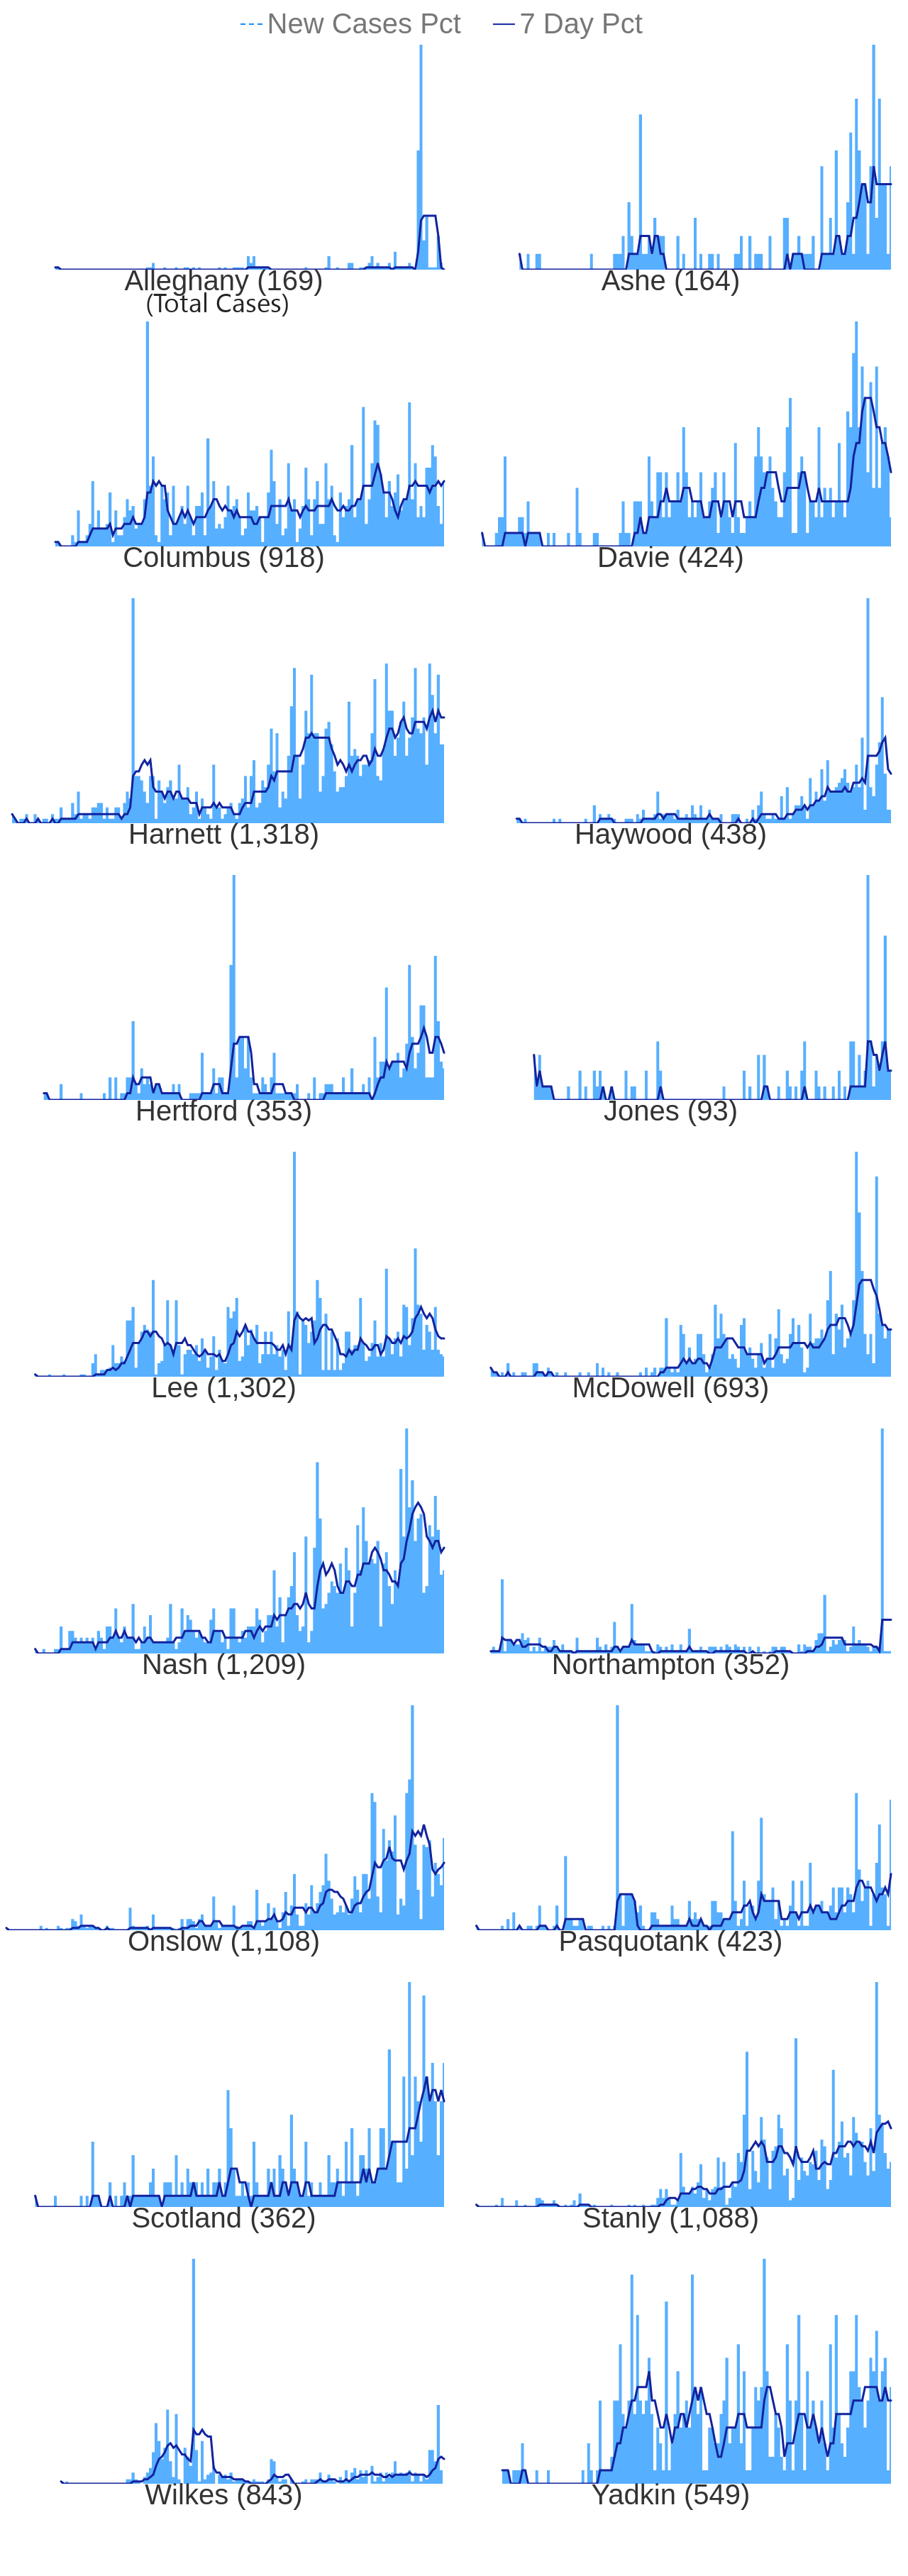 New Cases Pct 7 Day Pct
Alleghany (169) Ashe (164)
(Total Cases)
Columbus (918) Davie (424)
Harnett (1,318) Haywood (438)
Hertford (353) Jones (93)
Lee (1,302) McDowell (693)
Nash (1,209) Northampton (352)
Onslow (1,108) Pasquotank (423)
Scotland (362) Stanly (1,088)
Wilkes (843) Yadkin (549)